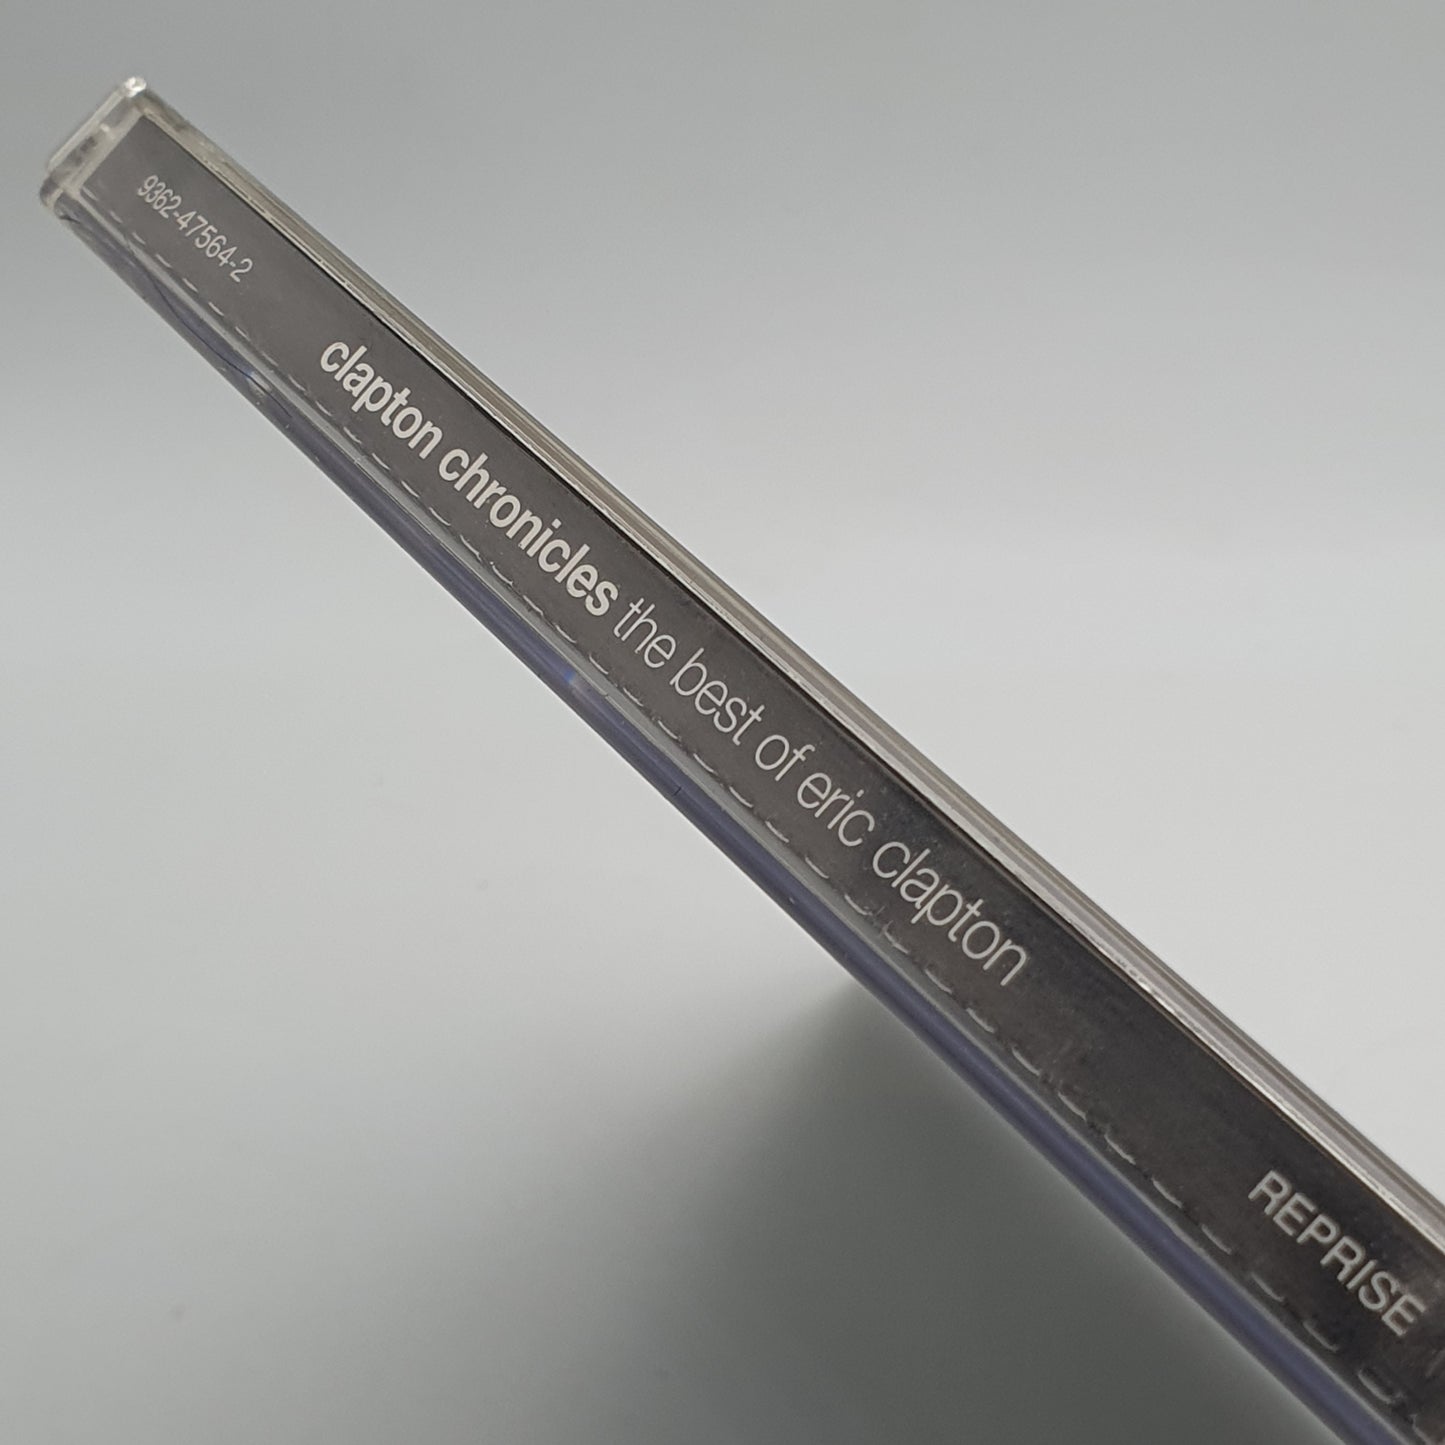 9362-47564-2
clapton chronicles the best of eric clapton
REPRISE